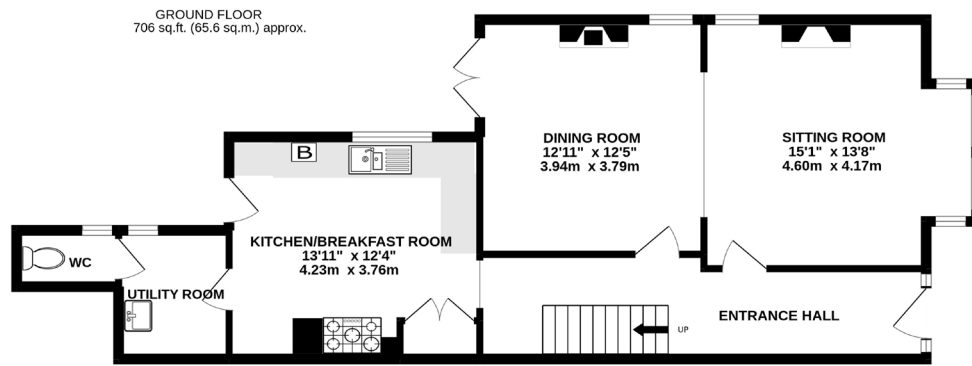 GROUND FLOOR
706 sq.ft. (65.6 sq.m.) approx.
DINING ROOM
12'11" x 12'5"
3.94m x 3.79m
SITTING ROOM
15'1" x 13'8"
4.60m x 4.17m
B
KITCHEN/BREAKFAST ROOM
13'11" x 12'4"
4.23m x 3.76m
WC
UTILITY ROOM
ENTRANCE HALL
UP